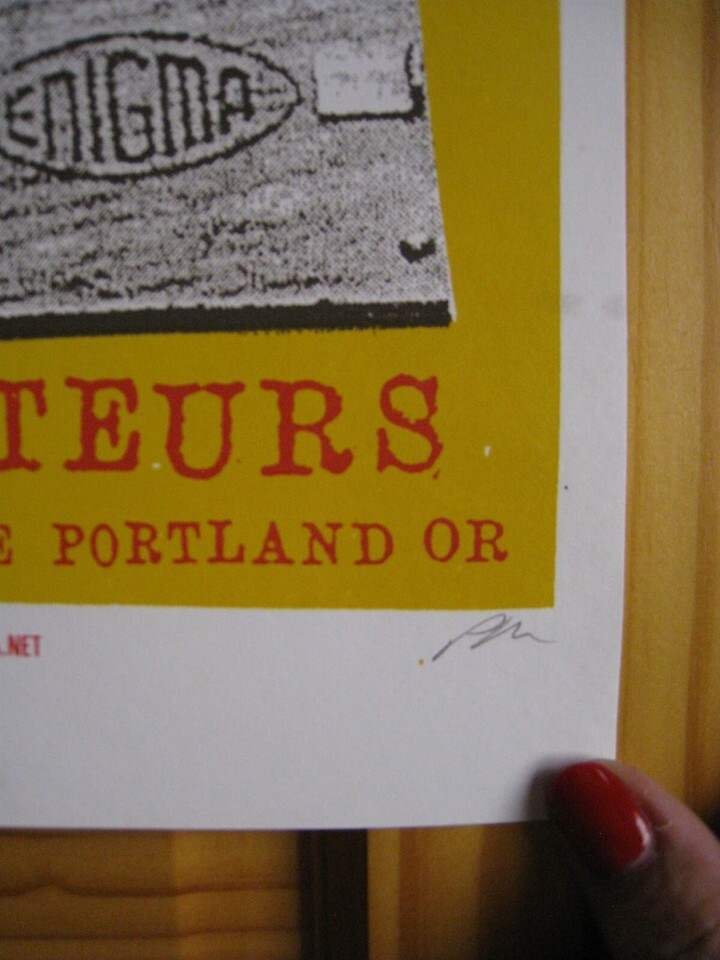 ENIGMA
TEURS
E PORTLAND OR
.NET